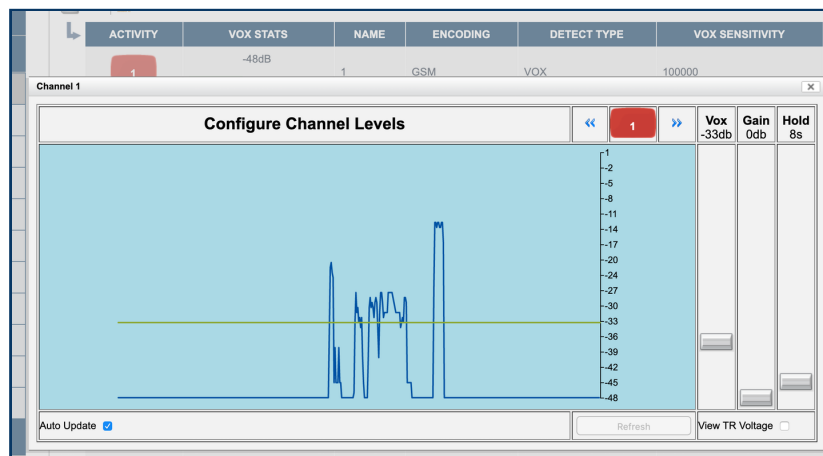 ACTIVITY VOX STATS NAME ENCODING DETECT TYPE VOX SENSITIVITY
-48dB
1 1 GSM VOX 100000
Channel 1
Configure Channel Levels « 1 » Vox Gain Hold
-33db 0db 8s
-1
-2
-5
-8
-11
-14
-17
-20
-24
-27
-30
-33
-36
-39
-42
-45
-48
Auto Update Refresh View TR Voltage